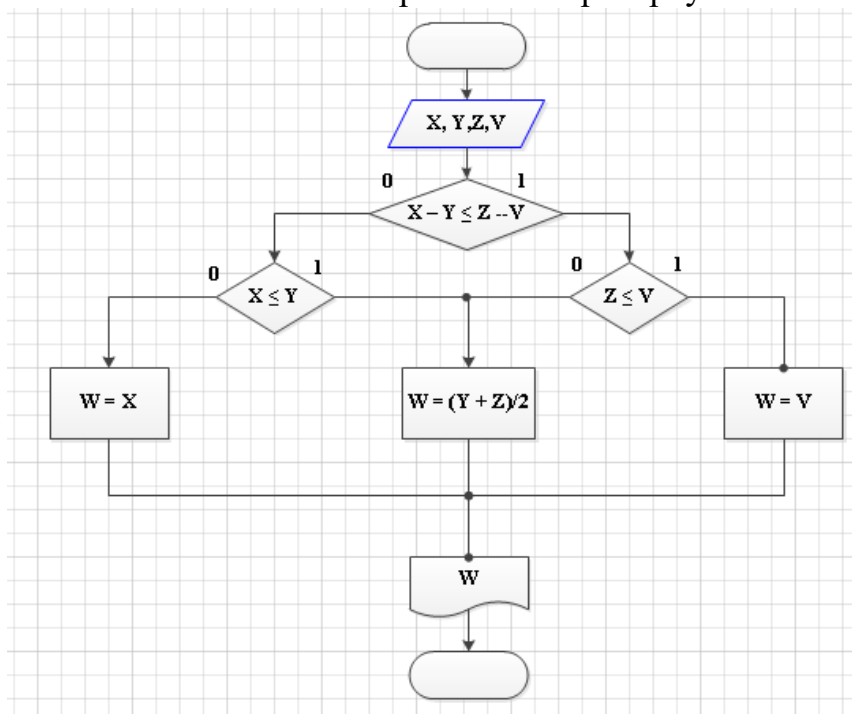 X, Y,Z,V
0 1
X – Y ≤ Z --V
0 1 0 1
X ≤ Y Z ≤ V
W = X W = (Y + Z)/2 W = V
W